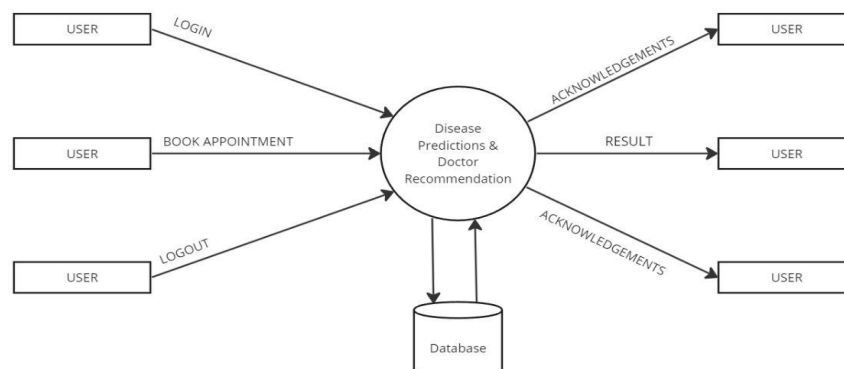 USER
LOGIN
USER
ACKNOWLEDGEMENTS
USER
BOOK APPOINTMENT
Disease
Predictions &
Doctor
Recommendation
RESULT
USER
USER
LOGOUT
ACKNOWLEDGEMENTS
USER
Database